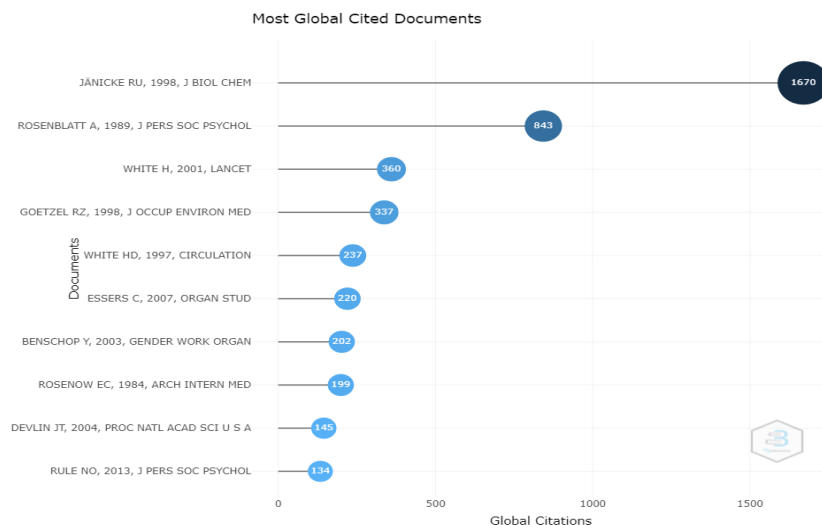 Most Global Cited Documents
JÄNICKE RU, 1998, J BIOL CHEM
1670
ROSENBLATT A, 1989, J PERS SOC PSYCHOL
843
WHITE H, 2001, LANCET
360
GOETZEL RZ, 1998, J OCCUP ENVIRON MED
337
WHITE HD, 1997, CIRCULATION
237
Documents
ESSERS C, 2007, ORGAN STUD
220
BENSCHOP Y, 2003, GENDER WORK ORGAN
202
ROSENOW EC, 1984, ARCH INTERN MED
199
DEVLIN JT, 2004, PROC NATL ACAD SCI U S A
145
RULE NO, 2013, J PERS SOC PSYCHOL
134
0 500 1000 1500
Global Citations